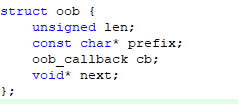 struct oob {
    unsigned len;
    const char* prefix;
    oob_callback cb;
    void* next;
};